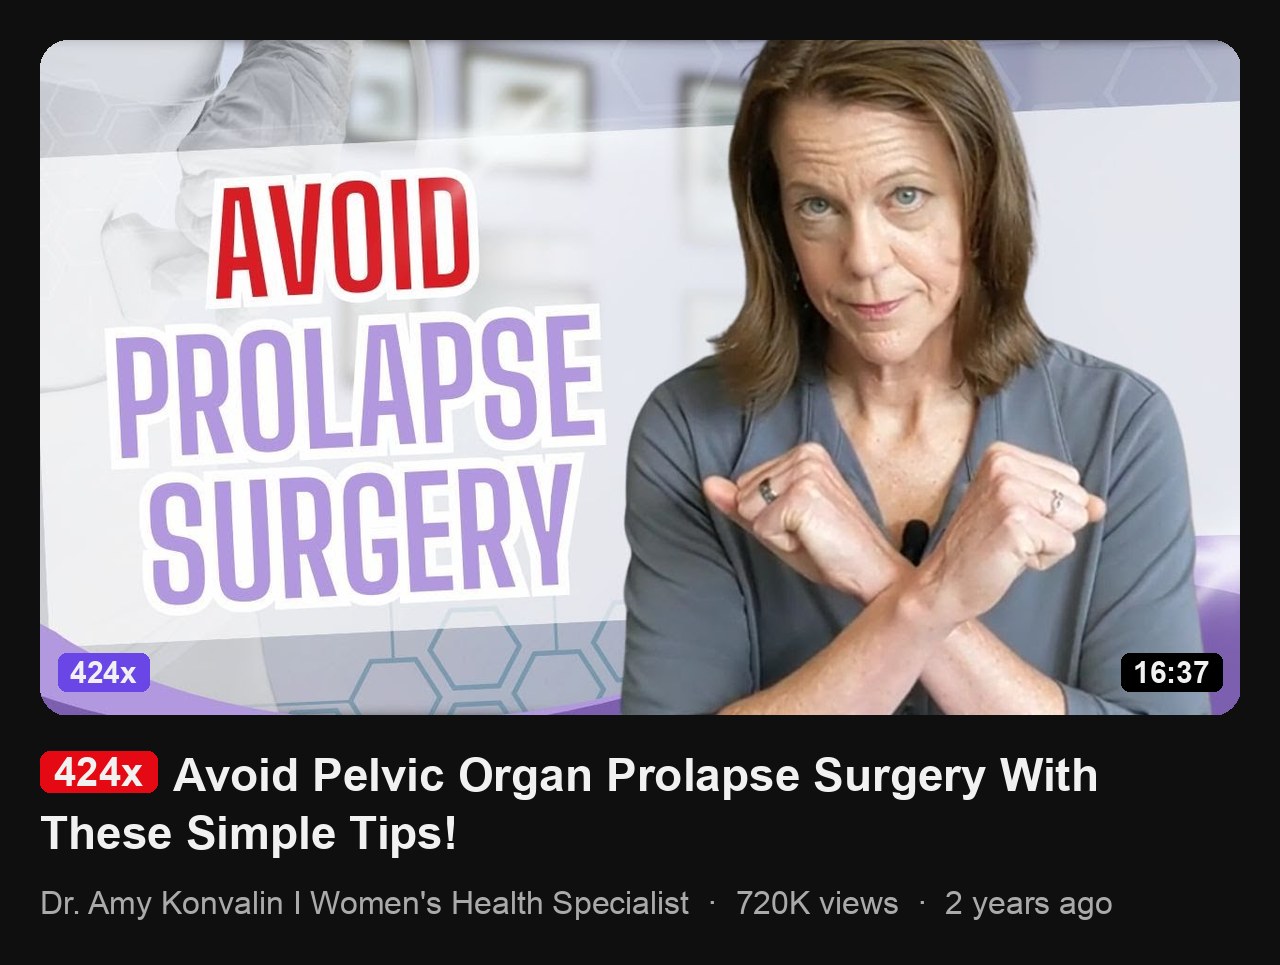 AVOID
PROLAPSE
SURGERY
424x
16:37
424x Avoid Pelvic Organ Prolapse Surgery With
These Simple Tips!
Dr. Amy Konvalin I Women's Health Specialist · 720K views · 2 years ago